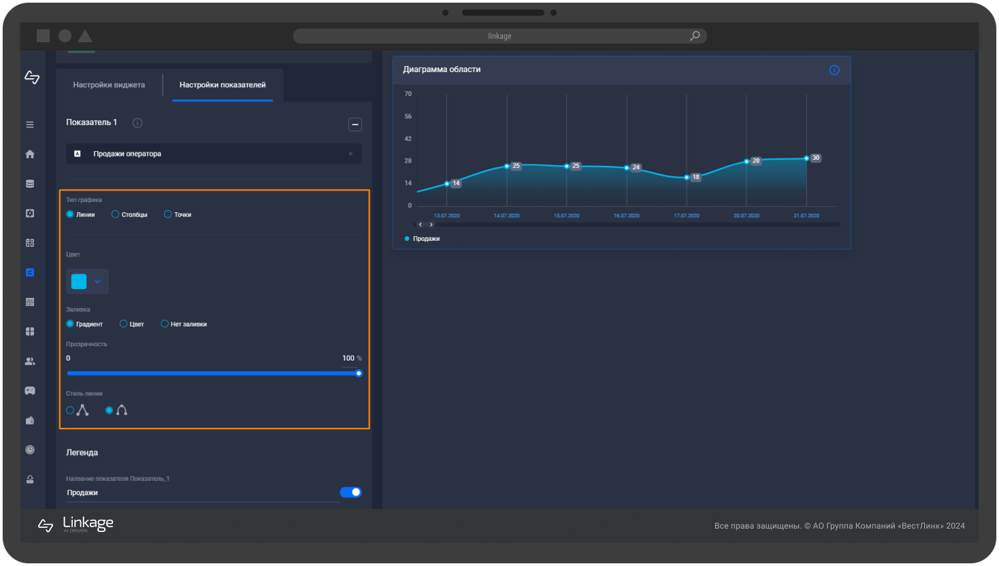 linkage
Настройки виджета
Настройки показателей
Показатель 1
Продажи оператора
Тип графика
Линии
Столбцы
Точки
Цвет
Заливка
Градиент
Цвет
Нет заливки
Прозрачность
0
100 %
Стиль линии
Легенда
Название показателя Показатель_1
Продажи
Диаграмма области
70
56
42
28
14
0
14
25
25
24
18
28
30
13.07.2020
14.07.2020
15.07.2020
16.07.2020
17.07.2020
20.07.2020
21.07.2020
Продажи
Linkage
AI DRIVEN
Все права защищены. © АО Группа Компаний «ВестЛинк» 2024